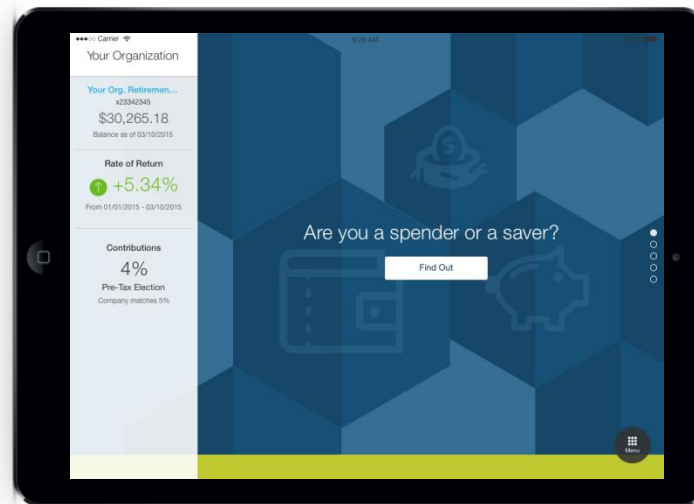 Carrier
9:26 AM
Your Organization
Your Org. Retiremen...
x23342345
$30,265.18
Balance as of 03/10/2015
Rate of Return
+5.34%
From 01/01/2015 - 03/10/2015
Contributions
4%
Pre-Tax Election
Company matches 5%
$
Are you a spender or a saver?
Find Out
Menu